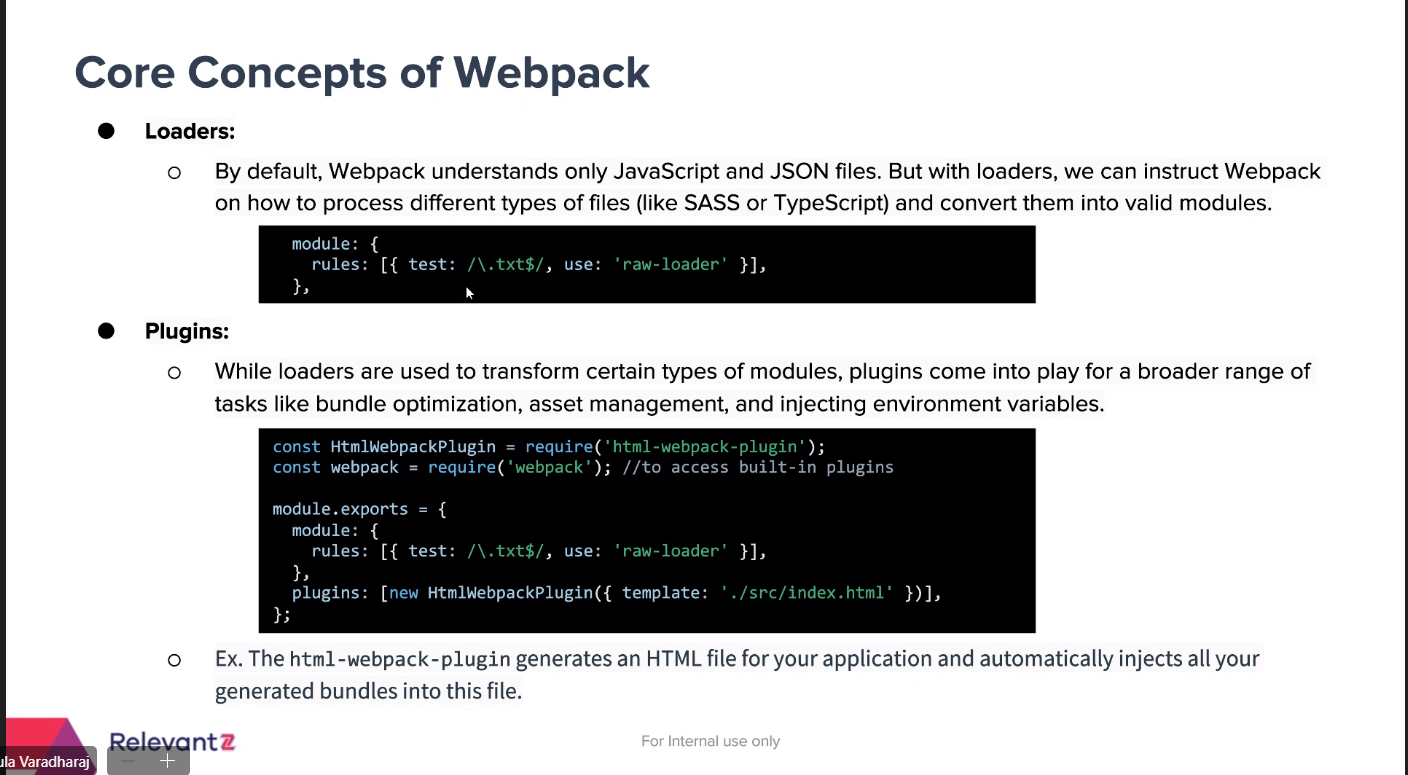 Core Concepts of Webpack
● Loaders:
○ By default, Webpack understands only JavaScript and JSON files. But with loaders, we can instruct Webpack
on how to process different types of files (like SASS or TypeScript) and convert them into valid modules.
module: {
rules: [{ test: /\.txt$/, use: 'raw-loader' }],
},
● Plugins:
○ While loaders are used to transform certain types of modules, plugins come into play for a broader range of
tasks like bundle optimization, asset management, and injecting environment variables.
const HtmlWebpackPlugin = require('html-webpack-plugin');
const webpack = require('webpack'); //to access built-in plugins
module.exports = {
module: {
rules: [{ test: /\.txt$/, use: 'raw-loader' }],
},
plugins: [new HtmlWebpackPlugin({ template: './src/index.html' })],
};
○ Ex. The html-webpack-plugin generates an HTML file for your application and automatically injects all your
generated bundles into this file.
RelevantZ
For Internal use only
ula Varadharaj